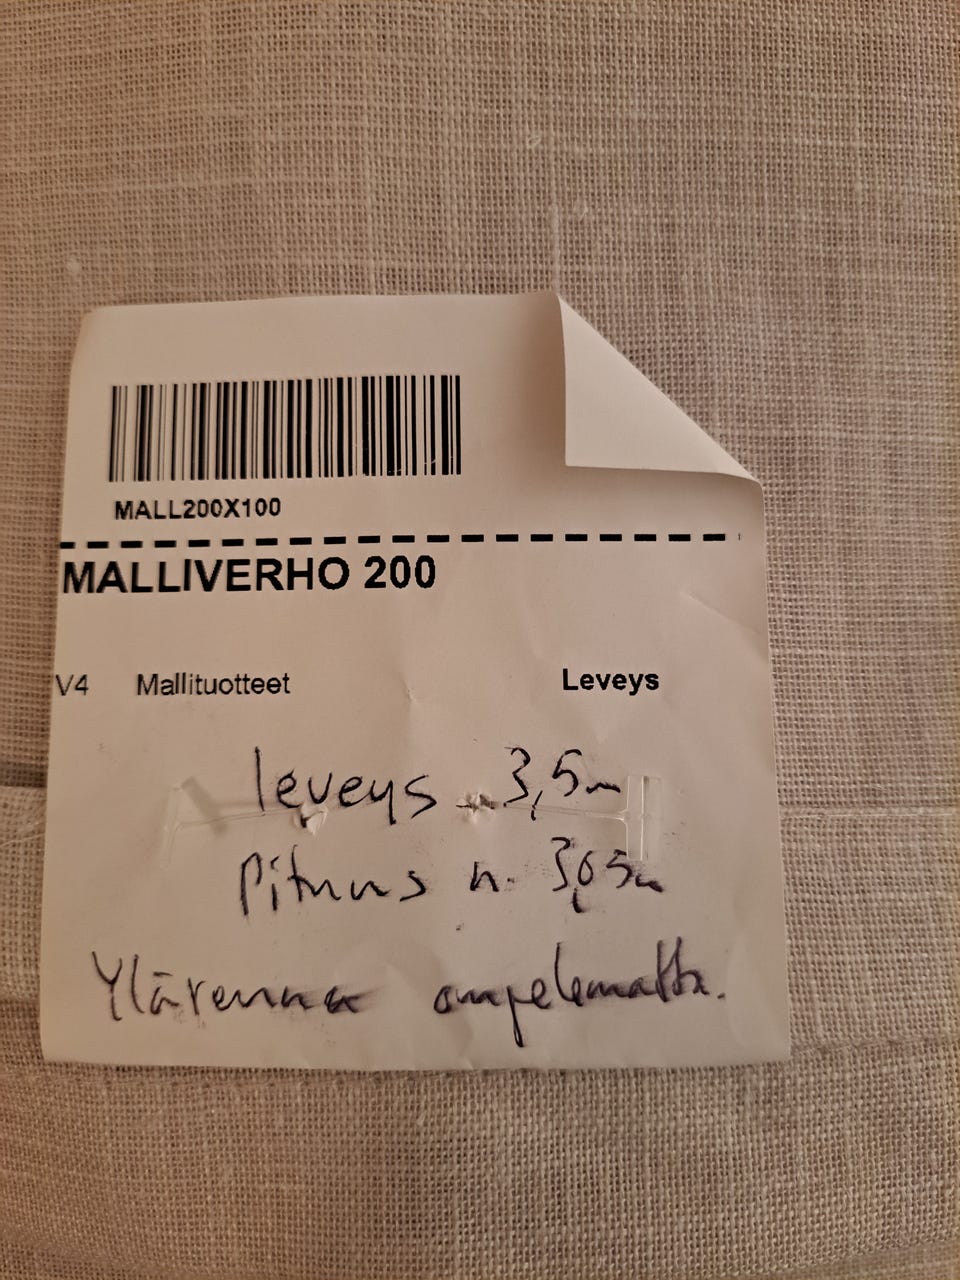 MALL200X100
MALLIVERHO 200
V4 Mallituotteet Leveys
leveys n. 3,5m
Pituus n. 3,05m
Yläreuna ompelematta.